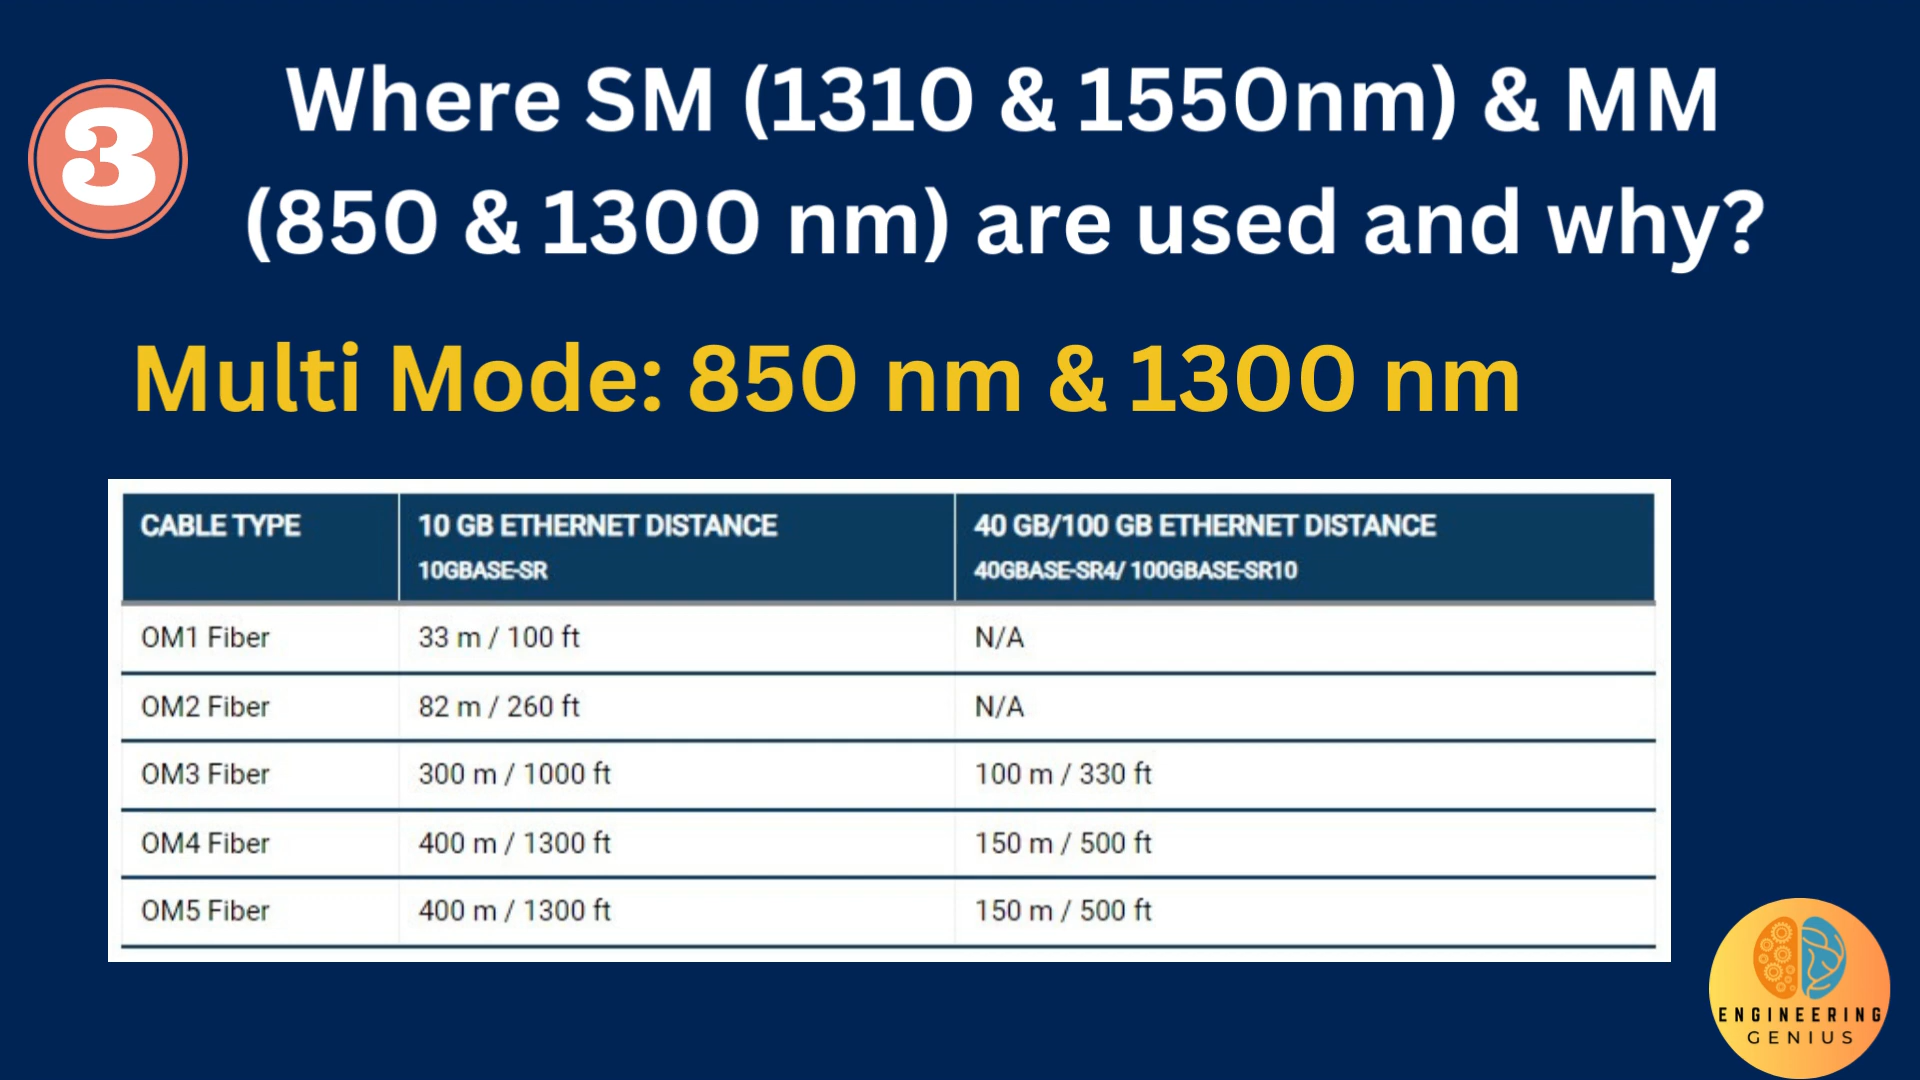 3
Where SM (1310 & 1550nm) & MM
(850 & 1300 nm) are used and why?
Multi Mode: 850 nm & 1300 nm
CABLE TYPE
10 GB ETHERNET DISTANCE
10GBASE-SR
40 GB/100 GB ETHERNET DISTANCE
40GBASE-SR4/ 100GBASE-SR10
OM1 Fiber
33 m / 100 ft
N/A
OM2 Fiber
82 m / 260 ft
N/A
OM3 Fiber
300 m / 1000 ft
100 m / 330 ft
OM4 Fiber
400 m / 1300 ft
150 m / 500 ft
OM5 Fiber
400 m / 1300 ft
150 m / 500 ft
ENGINEERING
GENIUS